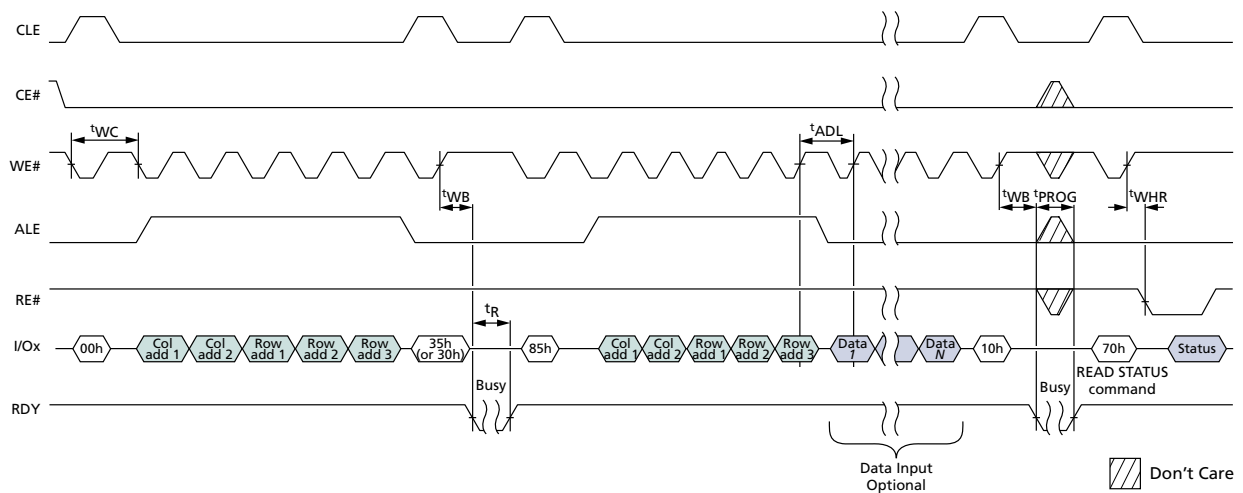 CLE
CE#
tWC
tADL
WE#
tWB
tWB
tPROG
tWHR
ALE
RE#
tR
I/Ox
00h
Col add 1
Col add 2
Row add 1
Row add 2
Row add 3
35h (or 30h)
85h
Col add 1
Col add 2
Row add 1
Row add 2
Row add 3
Data 1
Data N
10h
70h
Status
READ STATUS command
Busy
Busy
RDY
Data Input
Optional
Don't Care